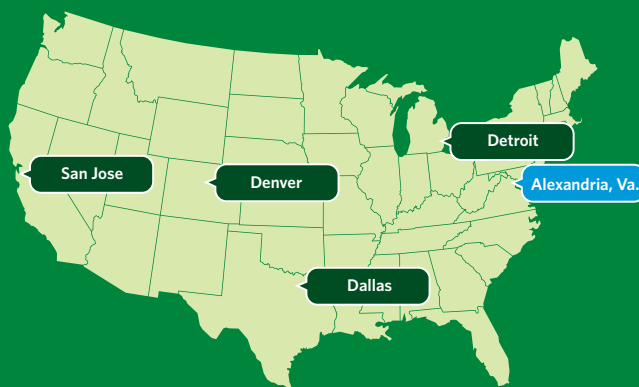 Detroit
San Jose
Denver
Alexandria, Va.
Dallas